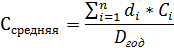 Cсредняя = ∑ⁿᵢ₌₁ dᵢ * Cᵢ / Dгод